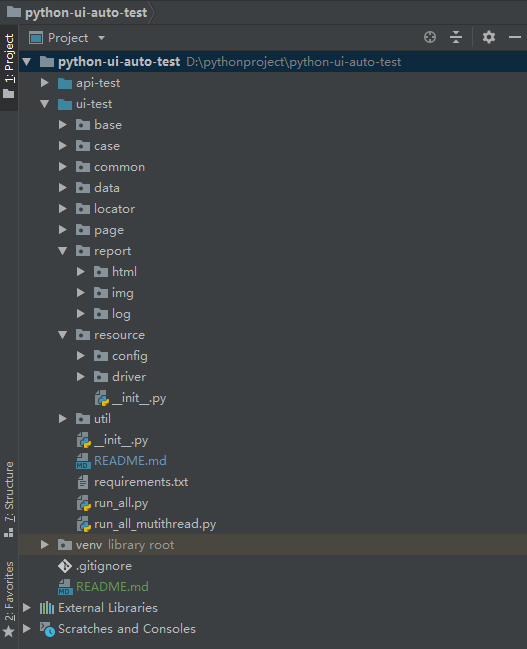 python-ui-auto-test
1: Project
Project
python-ui-auto-test D:\pythonproject\python-ui-auto-test
api-test
ui-test
base
case
common
data
locator
page
report
html
img
log
resource
config
driver
__init__.py
util
__init__.py
MD README.md
requirements.txt
run_all.py
run_all_mutithread.py
venv library root
.gitignore
MD README.md
External Libraries
Scratches and Consoles
7: Structure
2: Favorites